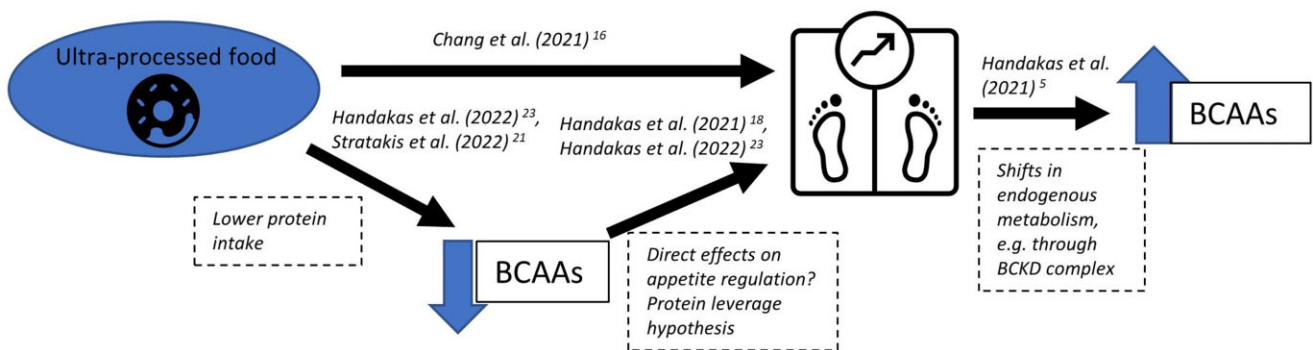 Ultra-processed food
Chang et al. (2021) 16
Handakas et al. (2022) 23,
Stratakis et al. (2022) 21
Lower protein
intake
BCAAs
Handakas et al. (2021) 18,
Handakas et al. (2022) 23
Direct effects on
appetite regulation?
Protein leverage
hypothesis
Handakas et al.
(2021) 5
BCAAs
Shifts in
endogenous
metabolism,
e.g. through
BCKD complex